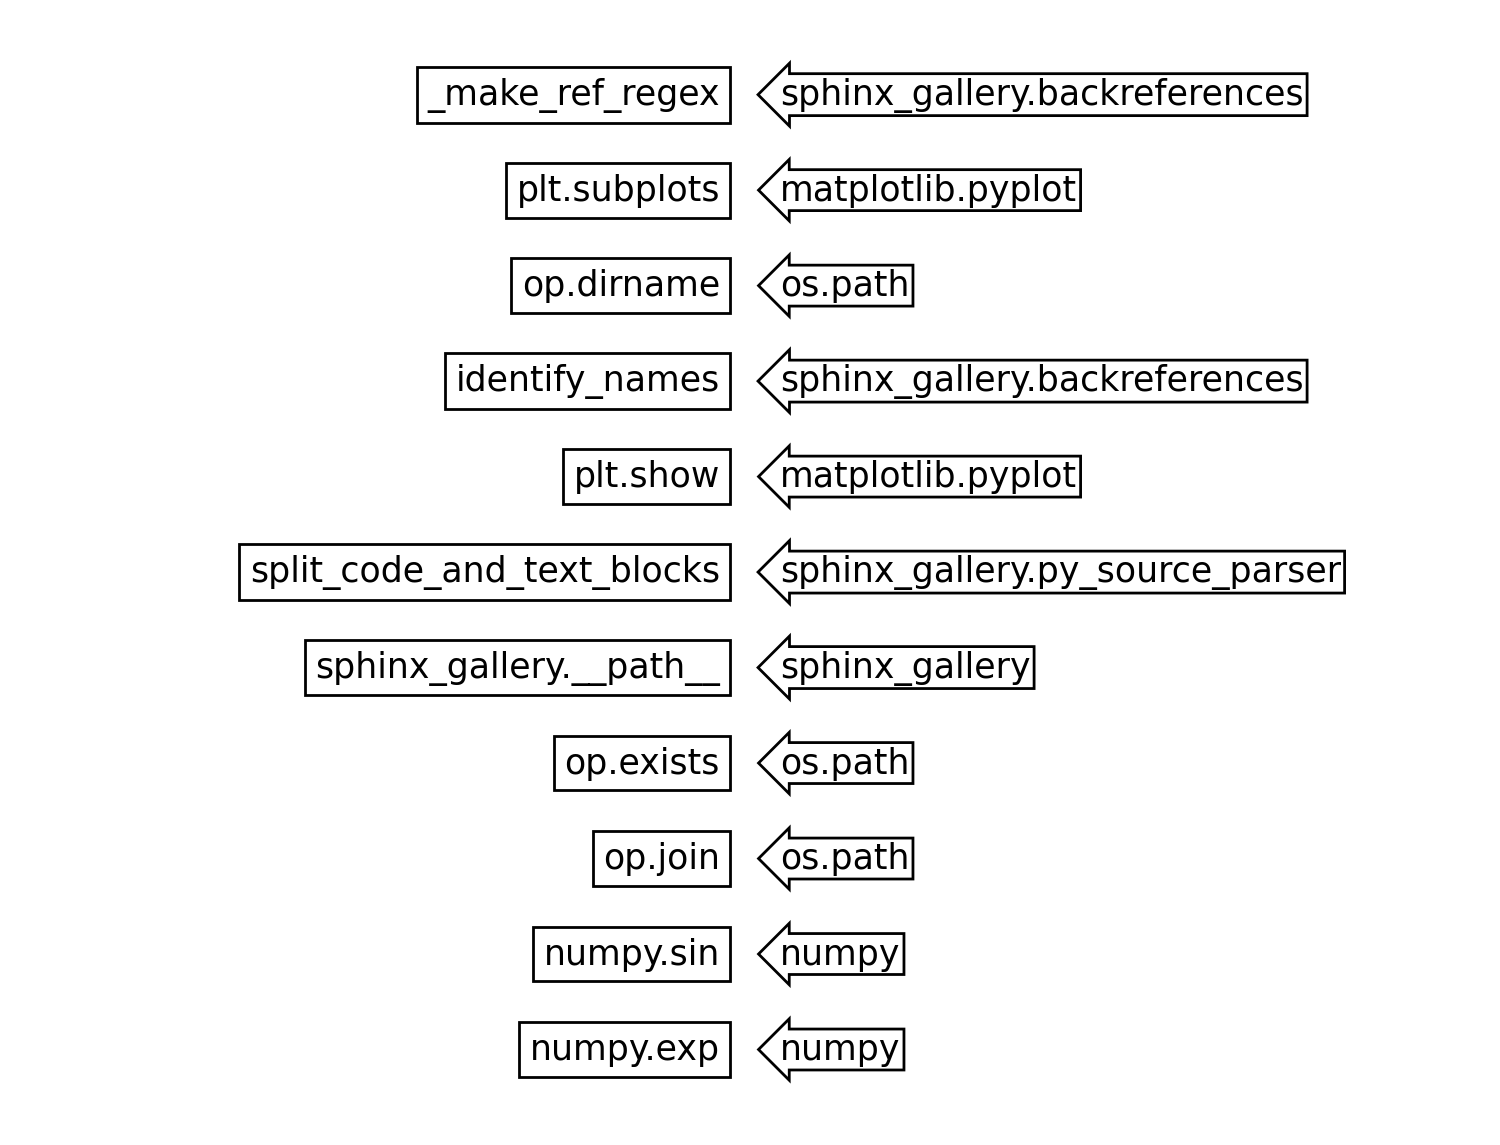 _make_ref_regex sphinx_gallery.backreferences
plt.subplots matplotlib.pyplot
op.dirname os.path
identify_names sphinx_gallery.backreferences
plt.show matplotlib.pyplot
split_code_and_text_blocks sphinx_gallery.py_source_parser
sphinx_gallery.__path__ sphinx_gallery
op.exists os.path
op.join os.path
numpy.sin numpy
numpy.exp numpy